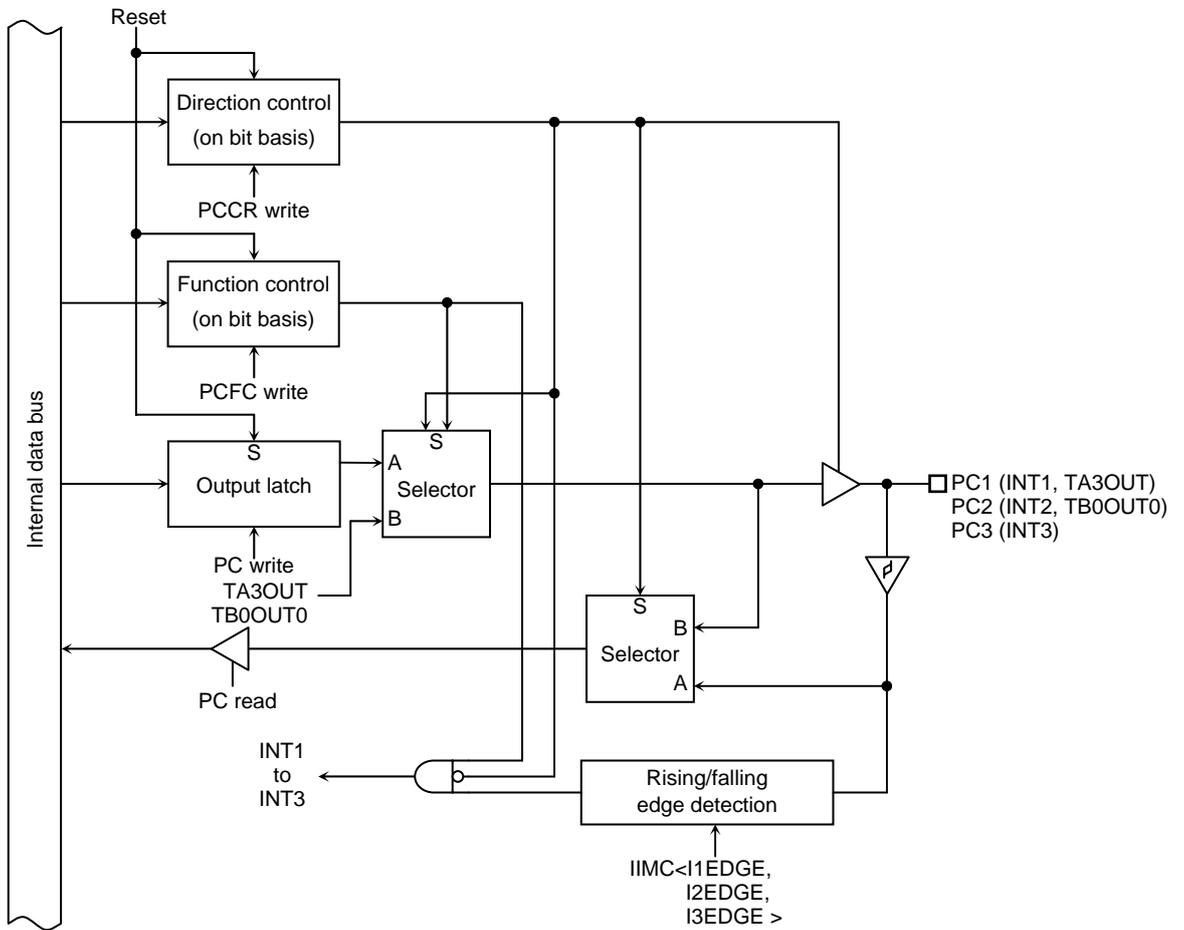 Reset
Direction control
(on bit basis)
PCCR write
Function control
(on bit basis)
PCFC write
Internal data bus
S
Output latch
PC write
TA3OUT
TB0OUT0
S
A
Selector
B
PC1 (INT1, TA3OUT)
PC2 (INT2, TB0OUT0)
PC3 (INT3)
S
B
Selector
A
PC read
INT1
to
INT3
Rising/falling
edge detection
IIMC<I1EDGE,
I2EDGE,
I3EDGE >